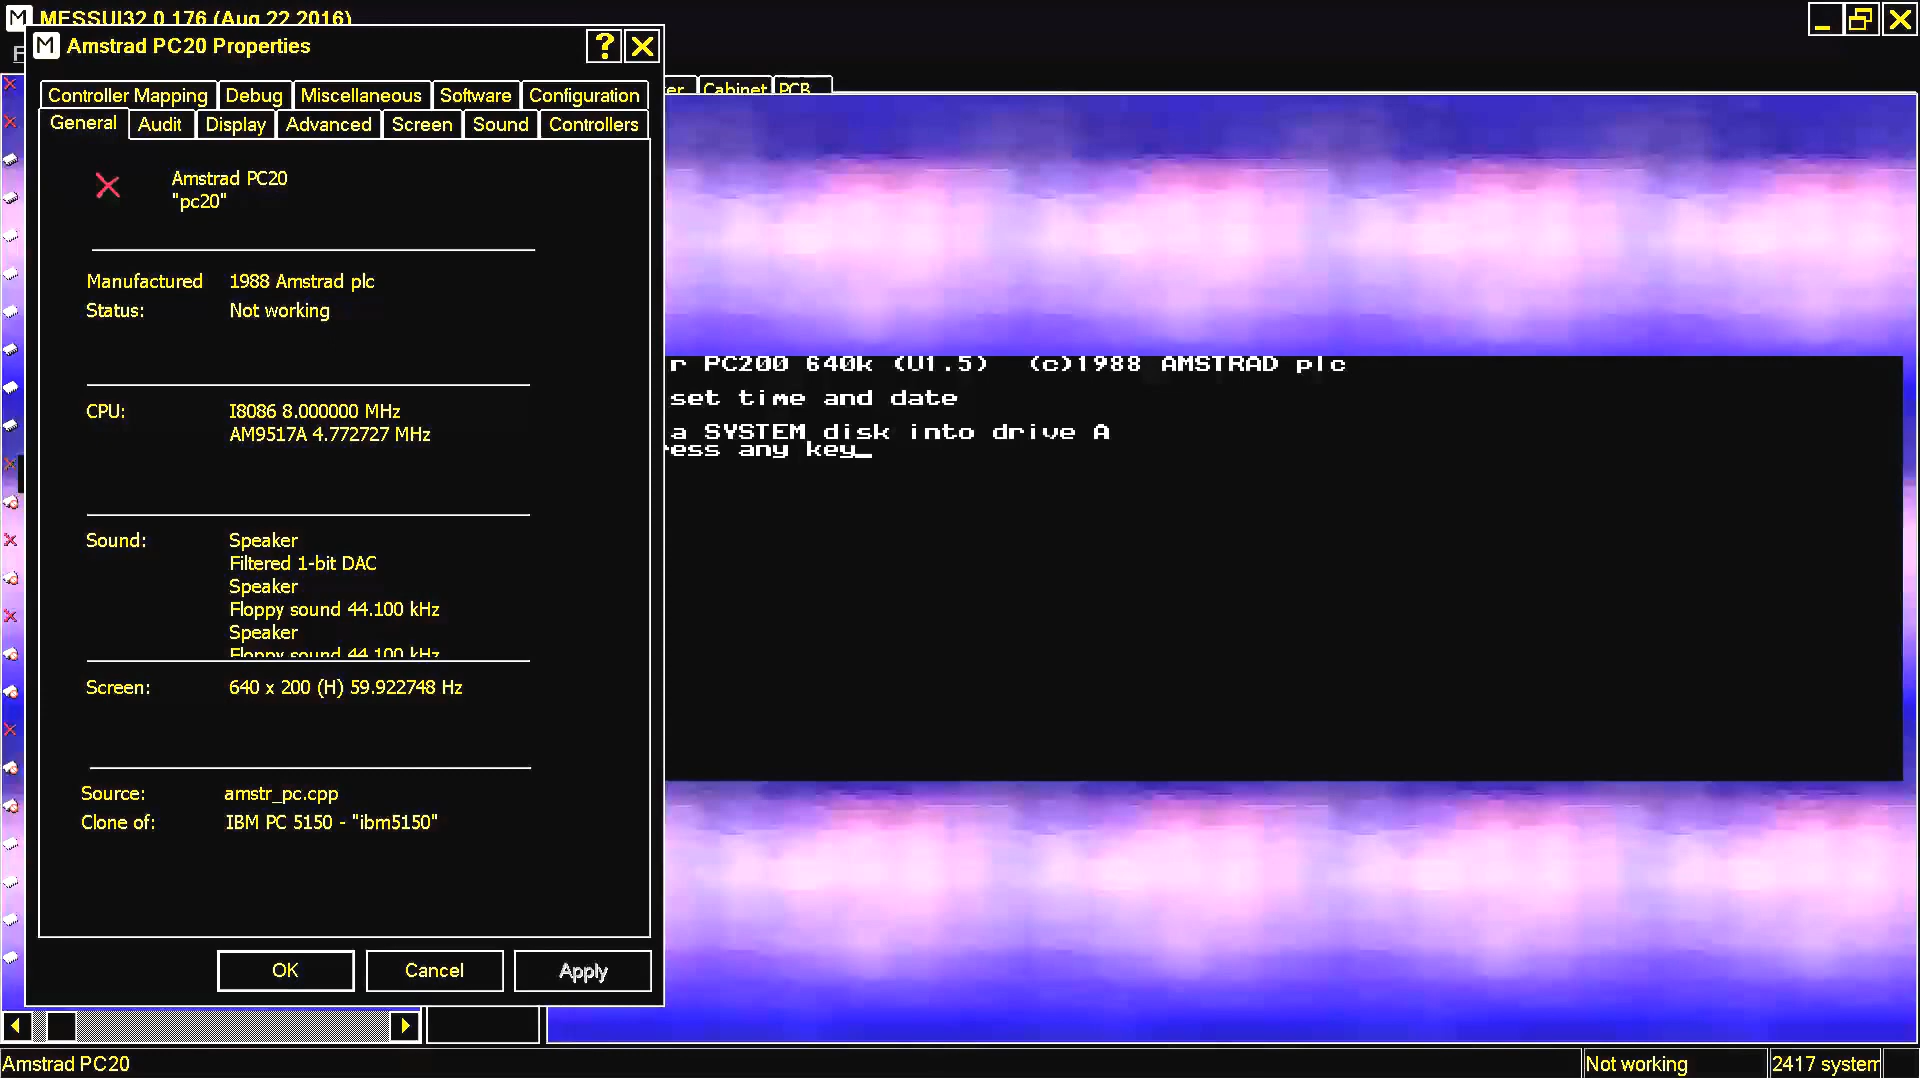 MESSUI32 0.176 (Aug 22 2016)
Amstrad PC20 Properties
Cabinet PCB
Controller Mapping Debug Miscellaneous Software Configuration
General Audit Display Advanced Screen Sound Controllers
Amstrad PC20
"pc20"
Manufactured 1988 Amstrad plc
Status: Not working
CPU: I8086 8.000000 MHz
AM9517A 4.772727 MHz
Sound: Speaker
Filtered 1-bit DAC
Speaker
Floppy sound 44.100 kHz
Speaker
Floppy sound 44.100 kHz
Screen: 640 x 200 (H) 59.922748 Hz
Source: amstr_pc.cpp
Clone of: IBM PC 5150 - "ibm5150"
OK Cancel Apply
r PC200 640k (V1.5) (c)1988 AMSTRAD plc
set time and date
a SYSTEM disk into drive A
ess any key_
Amstrad PC20
Not working
2417 system